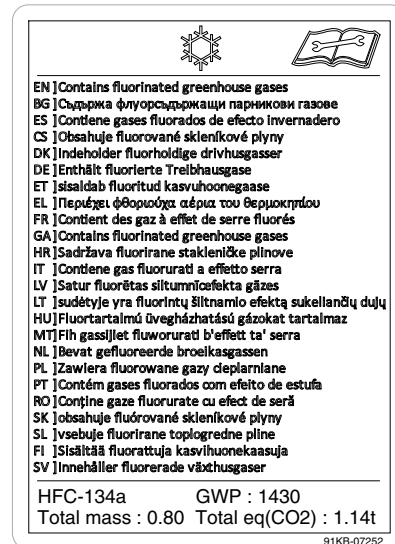 EN ]Contains fluorinated greenhouse gases
BG ]Съдържа флуорсъдържащи парникови газове
ES ]Contiene gases fluorados de efecto invernadero
CS ]Obsahuje fluorované skleníkové plyny
DK ]Indeholder fluorholdige drivhusgasser
DE ]Enthält fluorierte Treibhausgase
ET ]sisaldab fluoritud kasvuhoonegaase
EL ]Περιέχει φθοριούχα αέρια του θερμοκηπίου
FR ]Contient des gaz à effet de serre fluorés
GA]Contains fluorinated greenhouse gases
HR]Sadržava fluorirane stakleničke plinove
IT ]Contiene gas fluorurati a effetto serra
LV ]Satur fluorētas siltumnīcefekta gāzes
LT ]sudėtyje yra fluorintų šiltnamio efektą sukeliančių dujų
HU]Fluortartalmú üvegházhatású gázokat tartalmaz
MT]Fih gassijiet fluworurati b'effett ta' serra
NL ]Bevat gefluoreerde broeikasgassen
PL ]Zawiera fluorowane gazy cieplarniane
PT ]Contém gases fluorados com efeito de estufa
RO]Conține gaze fluorurate cu efect de seră
SK ]obsahuje fluórované skleníkové plyny
SL ]vsebuje fluorirane toplogredne pline
FI ]Sisältää fluorattuja kasvihuonekaasuja
SV ]Innehåller fluorerade växthusgaser
HFC-134a GWP : 1430
Total mass : 0.80 Total eq(CO2) : 1.14t
91KB-07252